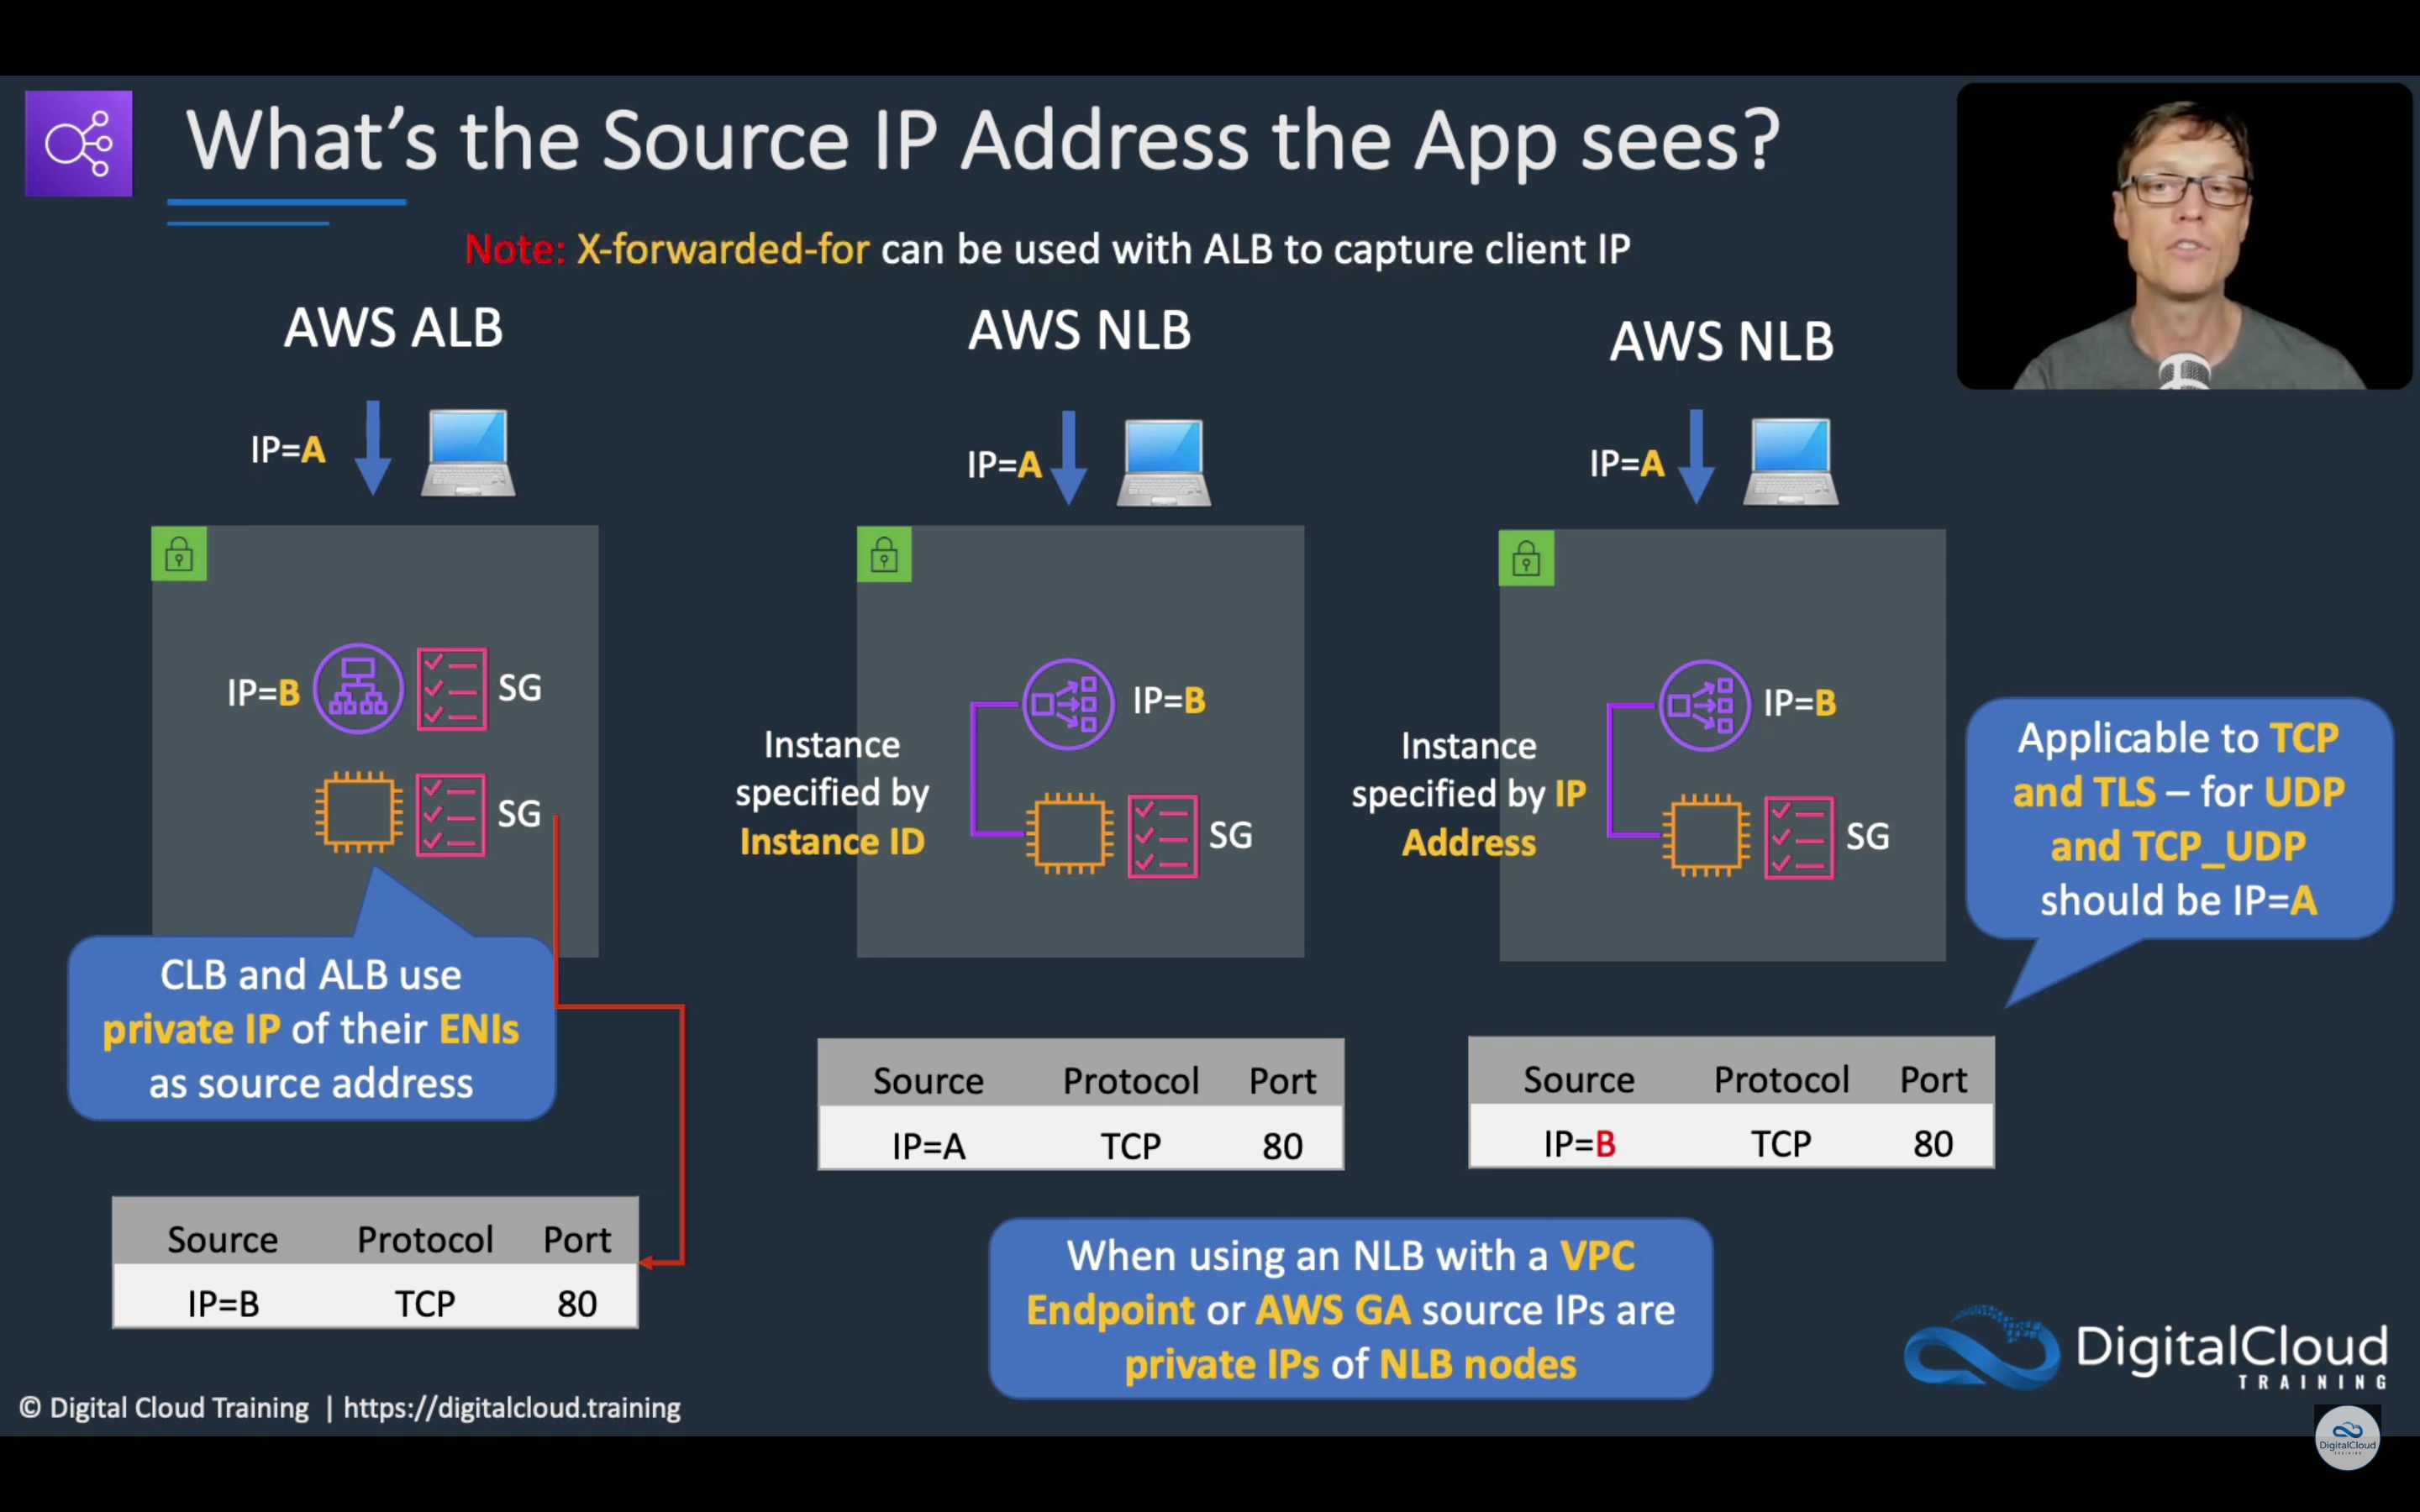 What's the Source IP Address the App sees?
Note: X-forwarded-for can be used with ALB to capture client IP
AWS ALB
IP=A
IP=B
SG
SG
CLB and ALB use
private IP of their ENIs
as source address
Source Protocol Port
IP=B TCP 80
AWS NLB
IP=A
IP=B
Instance
specified by
Instance ID
SG
Source Protocol Port
IP=A TCP 80
AWS NLB
IP=A
IP=B
Instance
specified by IP
Address
SG
Applicable to TCP
and TLS – for UDP
and TCP_UDP
should be IP=A
Source Protocol Port
IP=B TCP 80
When using an NLB with a VPC
Endpoint or AWS GA source IPs are
private IPs of NLB nodes
© Digital Cloud Training | https://digitalcloud.training
DigitalCloud
TRAINING
DigitalCloud
TRAINING